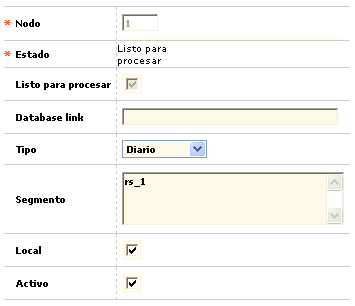 * Nodo 1
* Estado Listo para
procesar
Listo para procesar
Database link
Tipo Diario
Segmento rs_1
Local
Activo